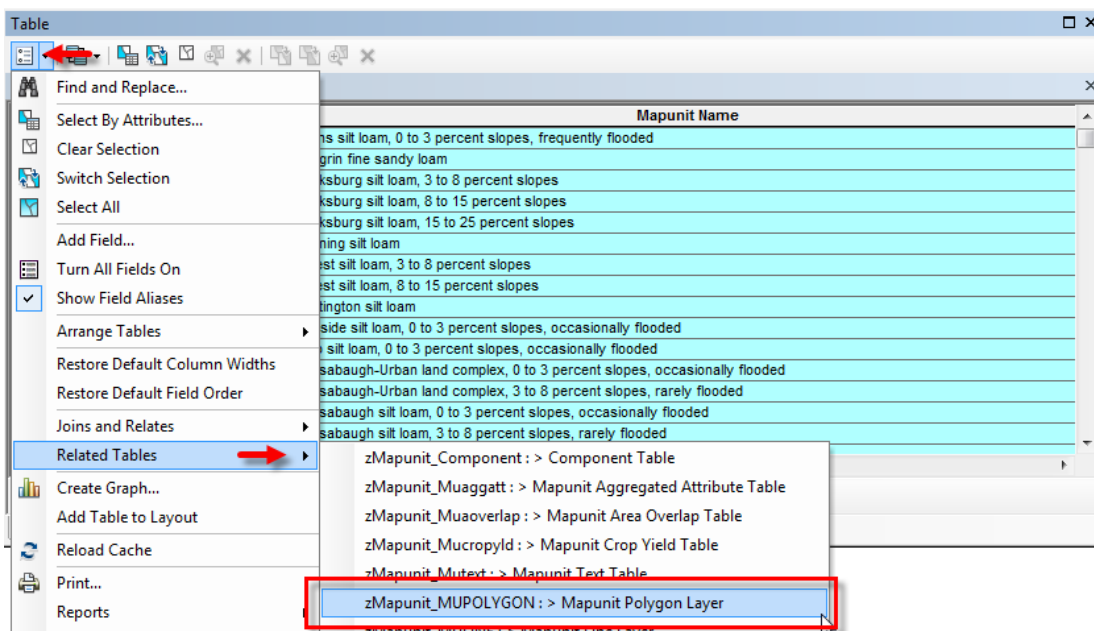 Table
Find and Replace...
Select By Attributes...
Clear Selection
Switch Selection
Select All
Add Field...
Turn All Fields On
Show Field Aliases
Arrange Tables
Restore Default Column Widths
Restore Default Field Order
Joins and Relates
Related Tables
Create Graph...
Add Table to Layout
Reload Cache
Print...
Reports
Mapunit Name
silt loam, 0 to 3 percent slopes, frequently flooded
fine sandy loam
silt loam, 3 to 8 percent slopes
silt loam, 8 to 15 percent slopes
silt loam, 15 to 25 percent slopes
silt loam
silt loam, 3 to 8 percent slopes
silt loam, 8 to 15 percent slopes
silt loam
silt loam, 0 to 3 percent slopes, occasionally flooded
silt loam, 0 to 3 percent slopes, occasionally flooded
sabaugh-Urban land complex, 0 to 3 percent slopes, occasionally flooded
sabaugh-Urban land complex, 3 to 8 percent slopes, rarely flooded
sabaugh silt loam, 0 to 3 percent slopes, occasionally flooded
sabaugh silt loam, 3 to 8 percent slopes, rarely flooded
zMapunit_Component : > Component Table
zMapunit_Muaggatt : > Mapunit Aggregated Attribute Table
zMapunit_Muaoverlap : > Mapunit Area Overlap Table
zMapunit_Mucropyld : > Mapunit Crop Yield Table
zMapunit_Mutext : > Mapunit Text Table
zMapunit_MUPOLYGON : > Mapunit Polygon Layer